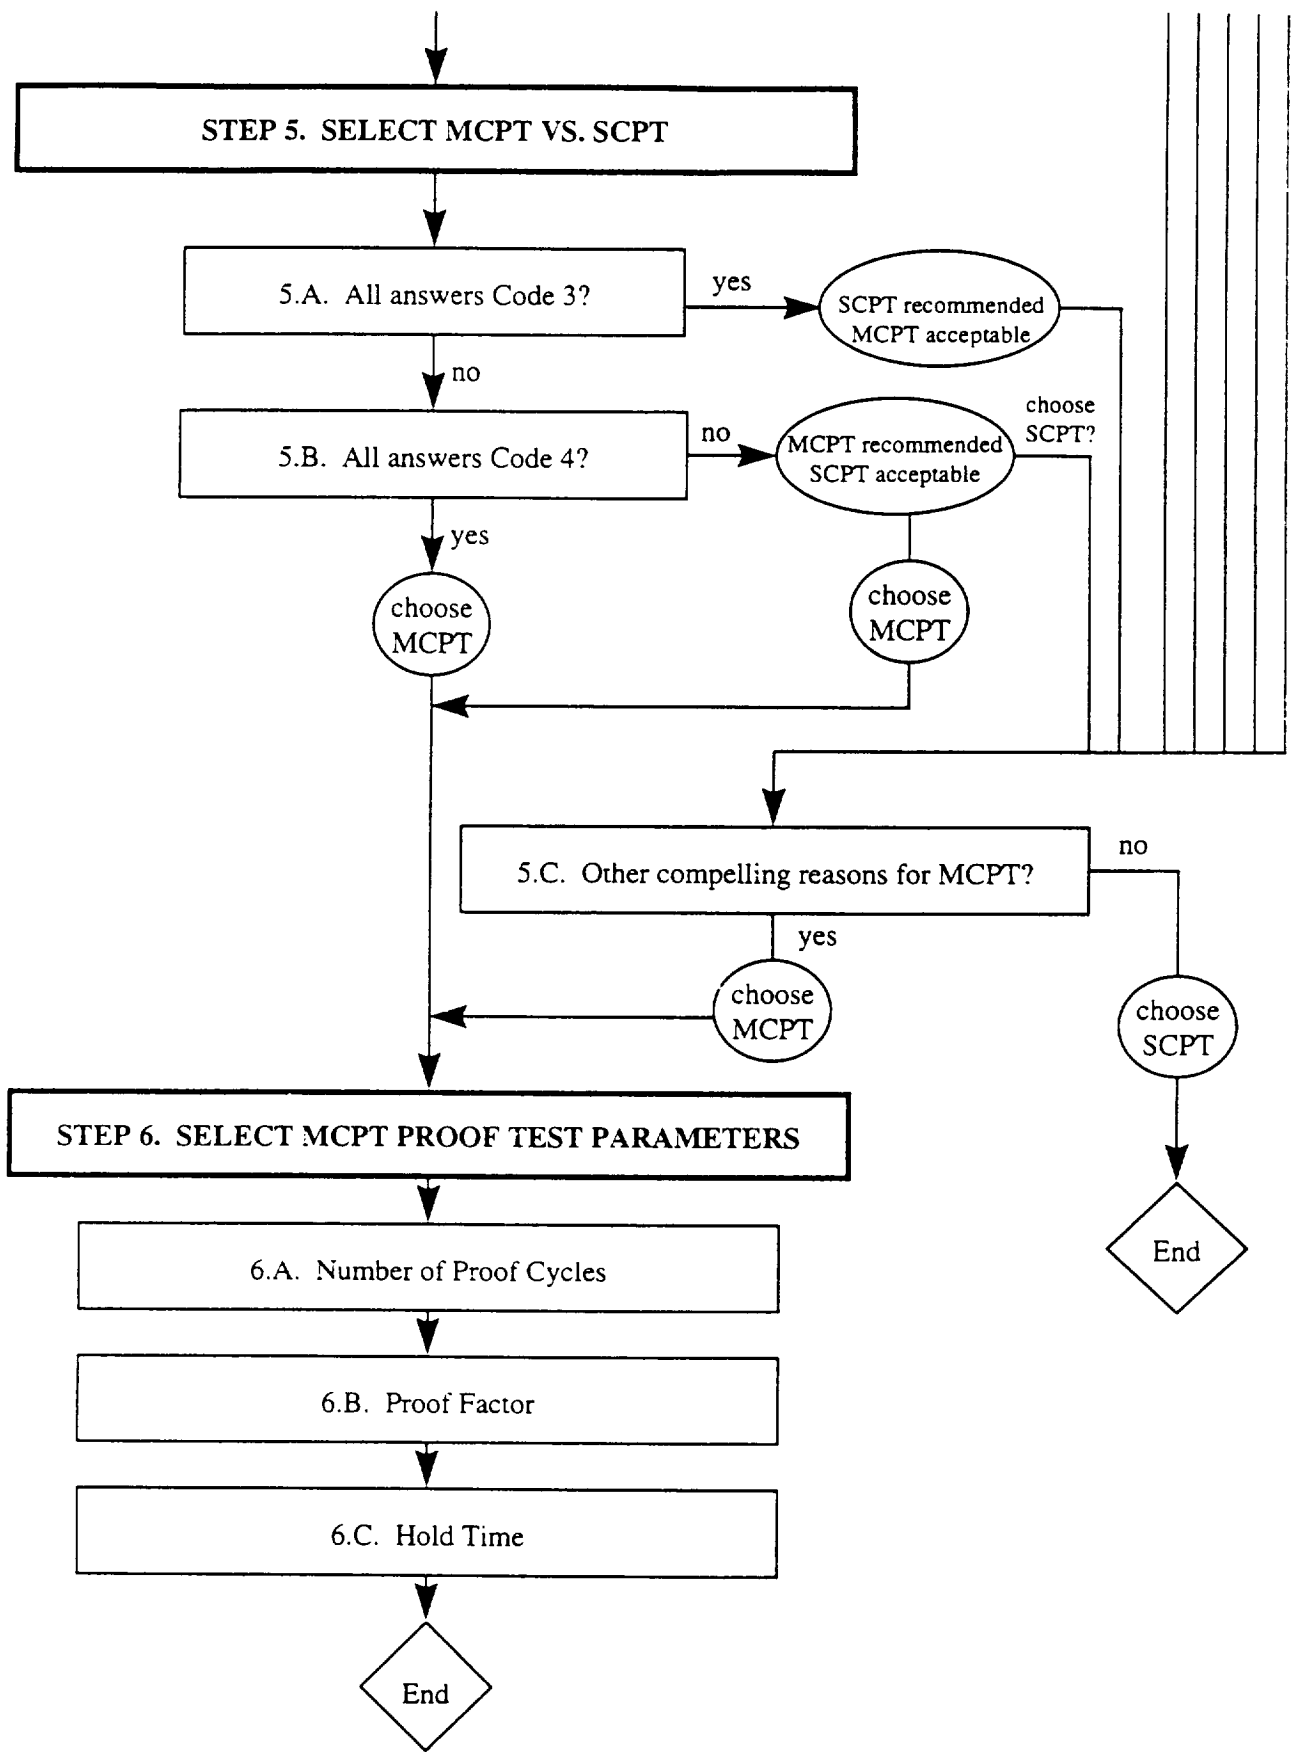 STEP 5. SELECT MCPT VS. SCPT
5.A. All answers Code 3?
yes
SCPT recommended
MCPT acceptable
no
5.B. All answers Code 4?
no
MCPT recommended
SCPT acceptable
choose
SCPT?
yes
choose
MCPT
choose
MCPT
5.C. Other compelling reasons for MCPT?
no
yes
choose
MCPT
choose
SCPT
STEP 6. SELECT MCPT PROOF TEST PARAMETERS
End
6.A. Number of Proof Cycles
6.B. Proof Factor
6.C. Hold Time
End